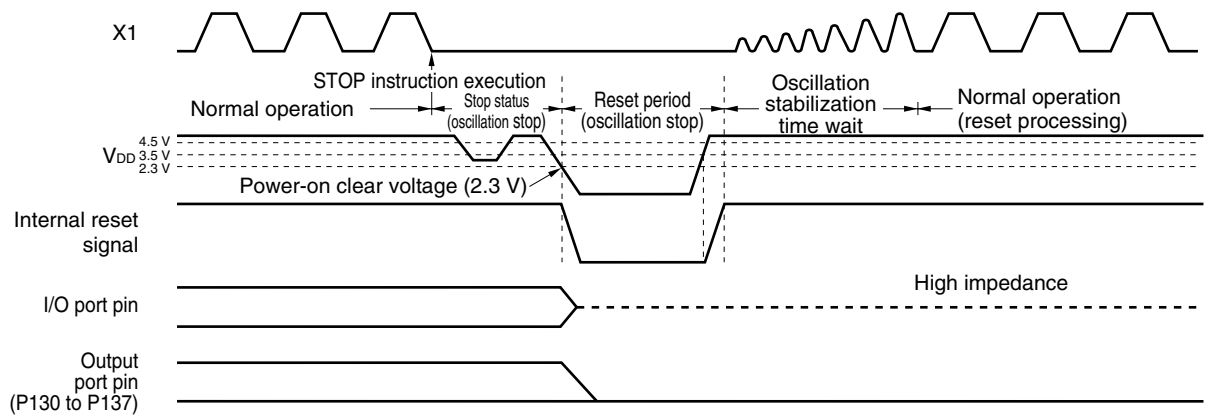 X1
STOP instruction execution
Normal operation
Stop status
(oscillation stop)
Reset period
(oscillation stop)
Oscillation
stabilization
time wait
Normal operation
(reset processing)
VDD
4.5 V
3.5 V
2.3 V
Power-on clear voltage (2.3 V)
Internal reset
signal
I/O port pin
High impedance
Output
port pin
(P130 to P137)